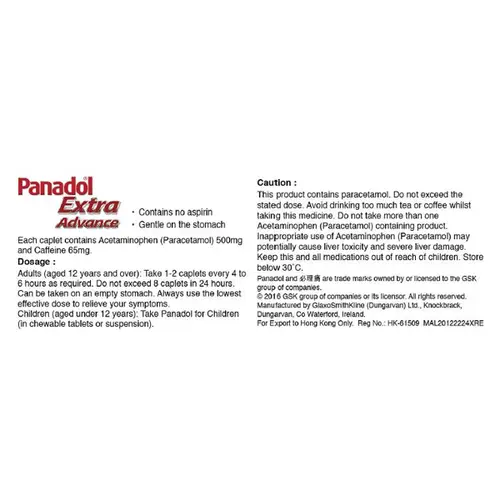 Panadol®
Extra
Advance
· Contains no aspirin
· Gentle on the stomach
Each caplet contains Acetaminophen (Paracetamol) 500mg
and Caffeine 65mg.
Dosage :
Adults (aged 12 years and over): Take 1-2 caplets every 4 to
6 hours as required. Do not exceed 8 caplets in 24 hours.
Can be taken on an empty stomach. Always use the lowest
effective dose to relieve your symptoms.
Children (aged under 12 years): Take Panadol for Children
(in chewable tablets or suspension).
Caution :
This product contains paracetamol. Do not exceed the
stated dose. Avoid drinking too much tea or coffee whilst
taking this medicine. Do not take more than one
Acetaminophen (Paracetamol) containing product.
Inappropriate use of Acetaminophen (Paracetamol) may
potentially cause liver toxicity and severe liver damage.
Keep this and all medications out of reach of children. Store
below 30˚C.
Panadol and 必理痛 are trade marks owned by or licensed to the GSK
group of companies.
© 2016 GSK group of companies or its licensor. All rights reserved.
Manufactured by GlaxoSmithKline (Dungarvan) Ltd., Knockbrack,
Dungarvan, Co Waterford, Ireland.
For Export to Hong Kong Only. Reg No.: HK-61509 MAL20122224XRE